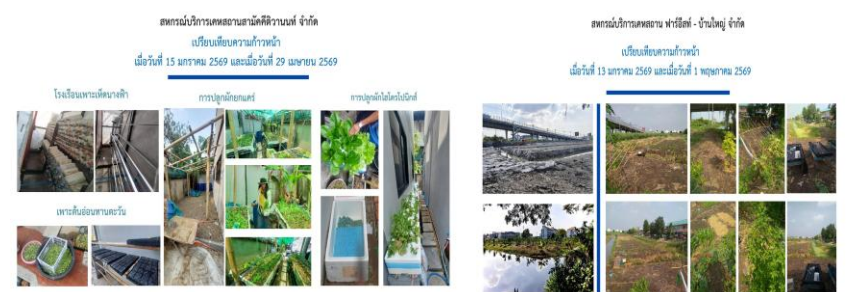 สหกรณ์บริการเคหสถานสามัคคีติวานนท์ จำกัด
เปรียบเทียบความก้าวหน้า
เมื่อวันที่ 15 มกราคม 2569 และเมื่อวันที่ 29 เมษายน 2569
โรงเรือนเพาะเห็ดนางฟ้า
การปลูกผักยกแคร่
การปลูกผักไฮโดรโปนิกส์
เพาะต้นอ่อนทานตะวัน
สหกรณ์บริการเคหสถาน ฟาร์อีสท์ - บ้านใหญ่ จำกัด
เปรียบเทียบความก้าวหน้า
เมื่อวันที่ 13 มกราคม 2569 และเมื่อวันที่ 1 พฤษภาคม 2569